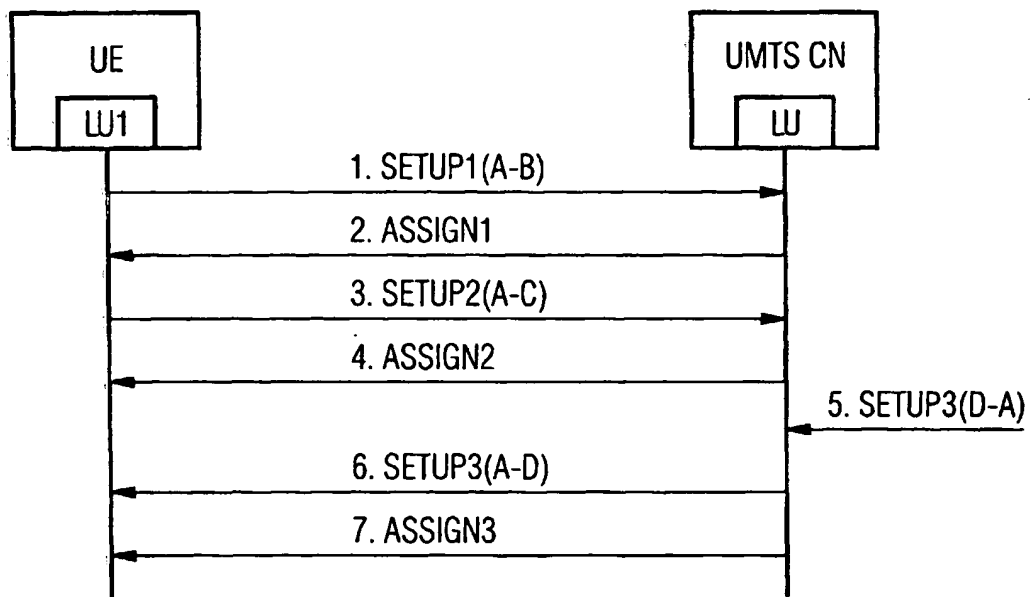 UE
UMTS CN
LU1
LU
1. SETUP1(A-B)
2. ASSIGN1
3. SETUP2(A-C)
4. ASSIGN2
5. SETUP3(D-A)
6. SETUP3(A-D)
7. ASSIGN3